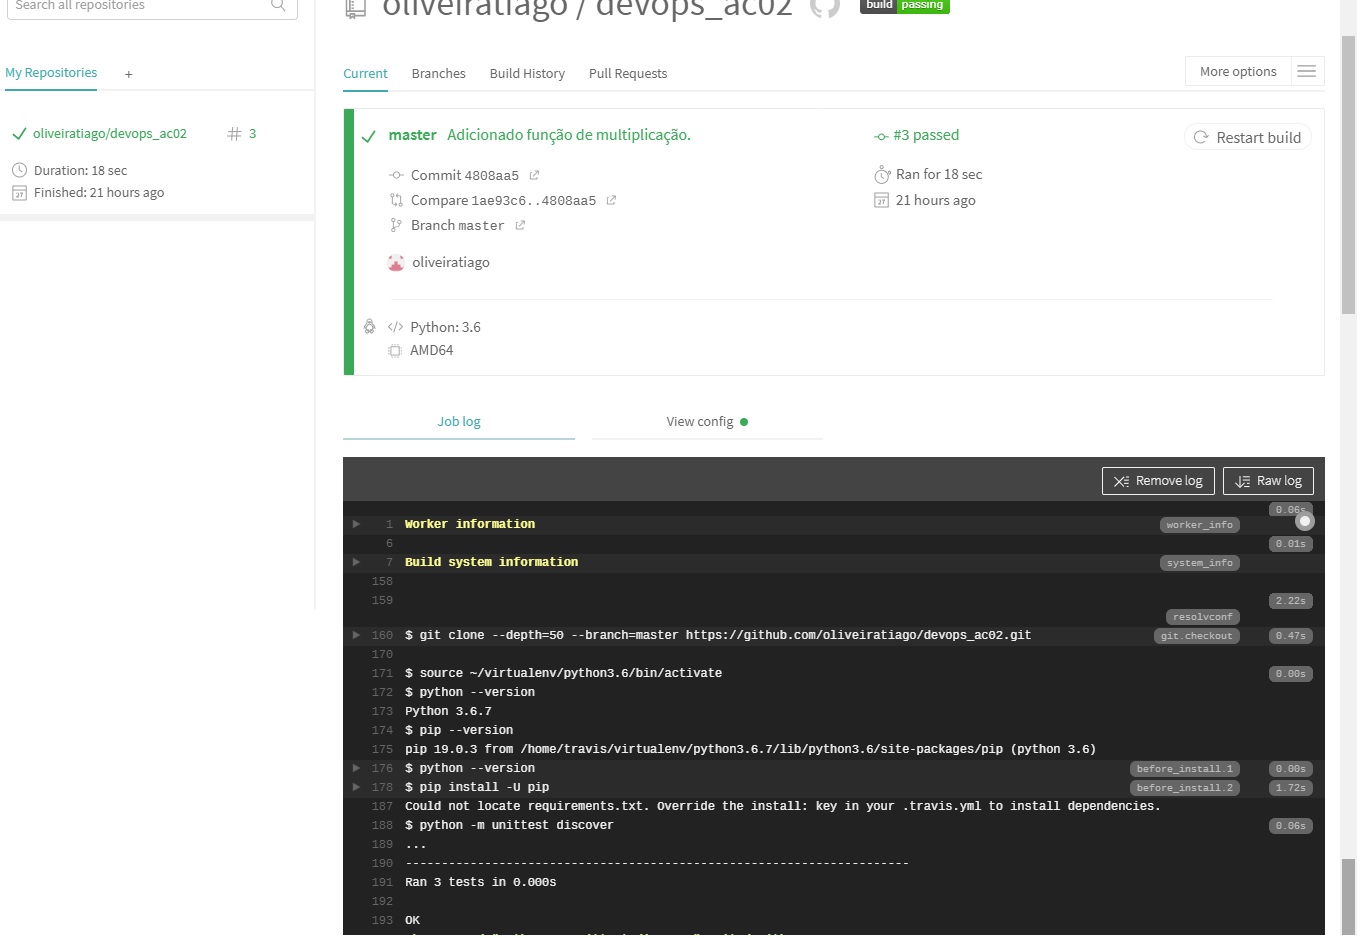 Search all repositories
oliveiratiago / devops_ac02
build passing
My Repositories +
Current Branches Build History Pull Requests
More options
oliveiratiago/devops_ac02 # 3
Duration: 18 sec
Finished: 21 hours ago
master Adicionado função de multiplicação.
#3 passed
Restart build
Commit 4808aa5
Ran for 18 sec
Compare 1ae93c6..4808aa5
21 hours ago
Branch master
oliveiratiago
</> Python: 3.6
AMD64
Job log View config
Remove log Raw log
0.06s
1 Worker information worker_info
6 0.01s
7 Build system information system_info
158
159 2.22s
resolvconf
160 $ git clone --depth=50 --branch=master https://github.com/oliveiratiago/devops_ac02.git git.checkout 0.47s
170
171 $ source ~/virtualenv/python3.6/bin/activate 0.00s
172 $ python --version
173 Python 3.6.7
174 $ pip --version
175 pip 19.0.3 from /home/travis/virtualenv/python3.6.7/lib/python3.6/site-packages/pip (python 3.6)
176 $ python --version before_install.1 0.00s
178 $ pip install -U pip before_install.2 1.72s
187 Could not locate requirements.txt. Override the install: key in your .travis.yml to install dependencies.
188 $ python -m unittest discover 0.06s
189 ...
190 ----------------------------------------------------------------------
191 Ran 3 tests in 0.000s
192
193 OK